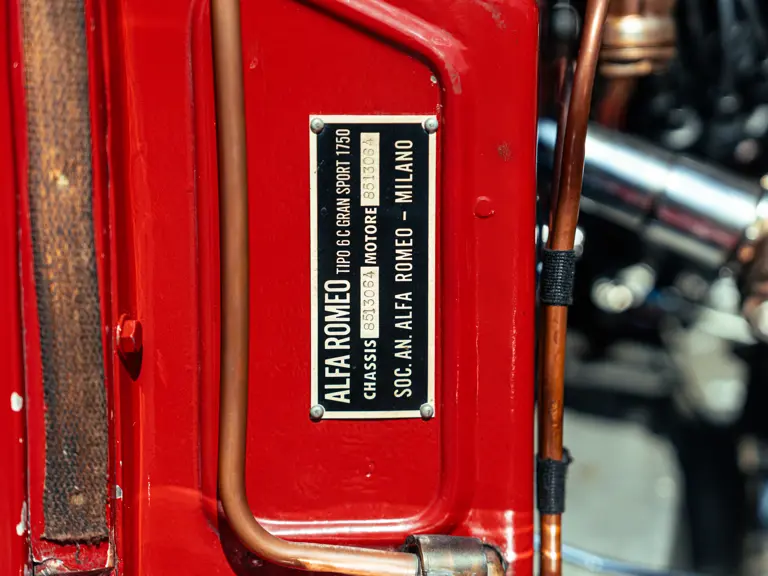 ALFA ROMEO TIPO 6 C GRAN SPORT 1750
CHASSIS 8513064 MOTORE 8513064
SOC. AN. ALFA ROMEO - MILANO